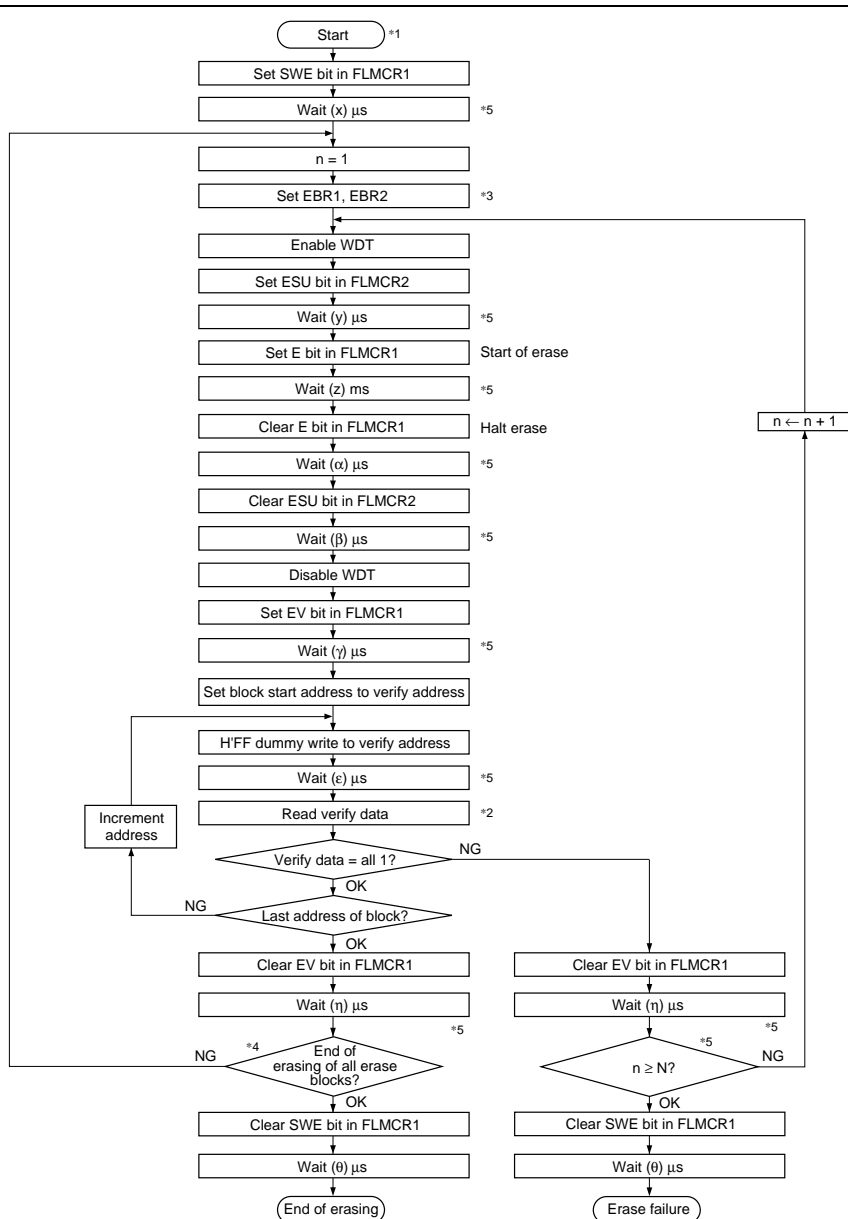 Start *1
Set SWE bit in FLMCR1
Wait (x) μs *5
n = 1
Set EBR1, EBR2 *3
Enable WDT
Set ESU bit in FLMCR2
Wait (y) μs *5
Set E bit in FLMCR1 Start of erase
Wait (z) ms *5
n ← n + 1
Clear E bit in FLMCR1 Halt erase
Wait (α) μs *5
Clear ESU bit in FLMCR2
Wait (β) μs *5
Disable WDT
Set EV bit in FLMCR1
Wait (γ) μs *5
Set block start address to verify address
H'FF dummy write to verify address
Wait (ε) μs *5
Read verify data *2
Increment
address
Verify data = all 1? NG
OK
NG Last address of block?
OK
Clear EV bit in FLMCR1
Wait (η) μs
*5
NG *4
End of
erasing of all erase
blocks?
OK
Clear SWE bit in FLMCR1
Wait (θ) μs
End of erasing
Clear EV bit in FLMCR1
Wait (η) μs
*5
*5
n ≥ N? NG
OK
Clear SWE bit in FLMCR1
Wait (θ) μs
Erase failure